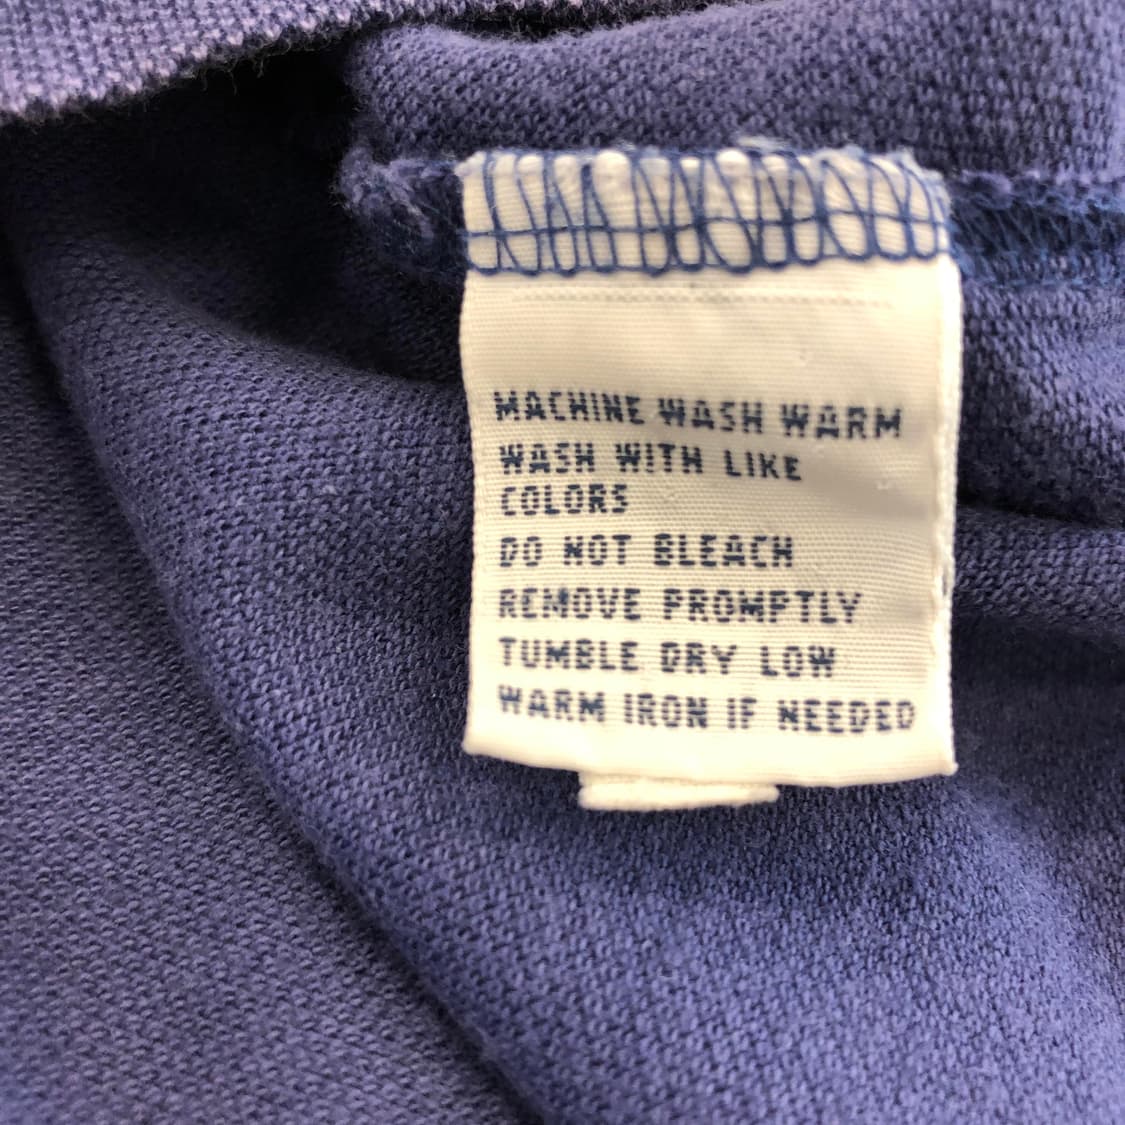 MACHINE WASH WARM
WASH WITH LIKE
COLORS
DO NOT BLEACH
REMOVE PROMPTLY
TUMBLE DRY LOW
WARM IRON IF NEEDED